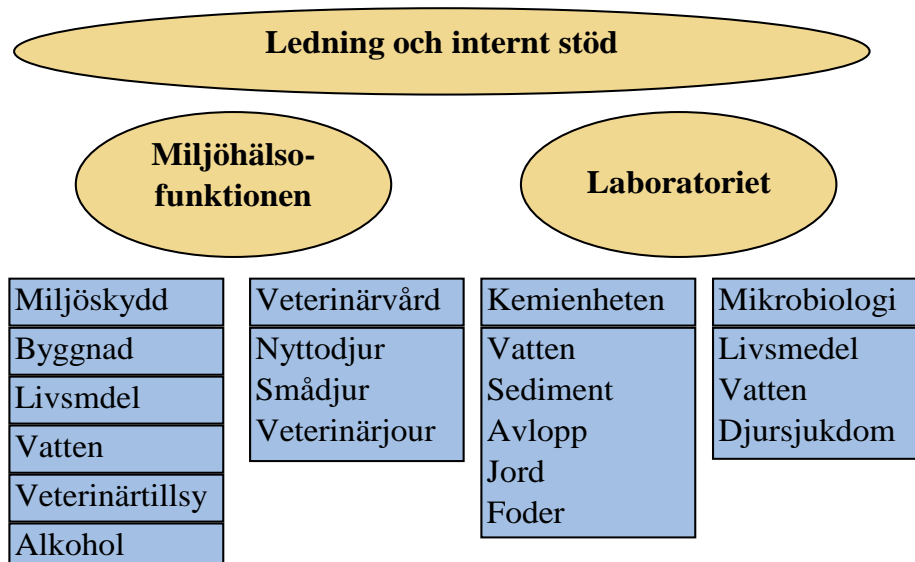 Ledning och internt stöd
Miljöhälso-
funktionen
Laboratoriet
Miljöskydd
Byggnad
Livsmdel
Vatten
Veterinärtillsy
Alkohol
Veterinärvård
Nyttodjur
Smådjur
Veterinärjour
Kemienheten
Vatten
Sediment
Avlopp
Jord
Foder
Mikrobiologi
Livsmedel
Vatten
Djursjukdom